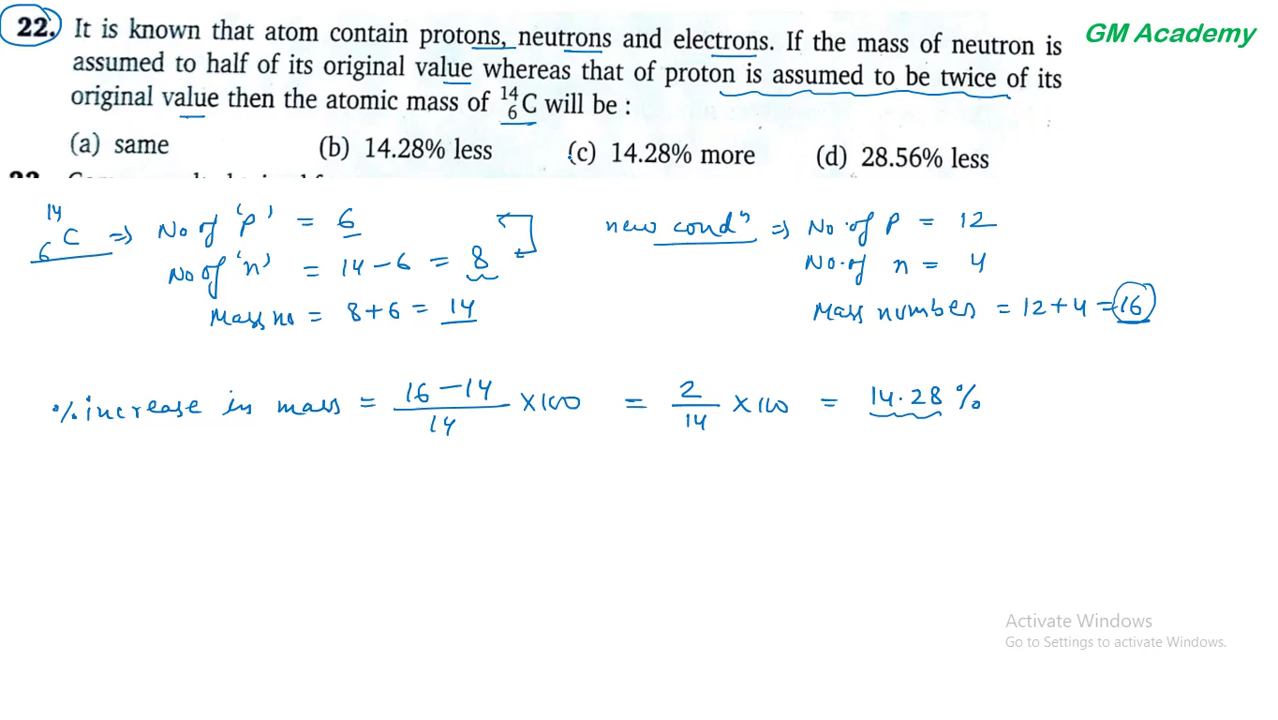 22. It is known that atom contain protons, neutrons and electrons. If the mass of neutron is
GM Academy
assumed to half of its original value whereas that of proton is assumed to be twice of its
original value then the atomic mass of ¹⁴₆C will be :
(a) same (b) 14.28% less (c) 14.28% more (d) 28.56% less
¹⁴₆C ⇒ No of 'p' = 6
No of 'n' = 14 - 6 = 8
Mass no = 8 + 6 = 14
new condⁿ ⇒ No. of P = 12
No. of n = 4
Mass numbers = 12 + 4 = 16
% increase in mass = (16 - 14)/14 × 100 = 2/14 × 100 = 14.28 %
Activate Windows
Go to Settings to activate Windows.